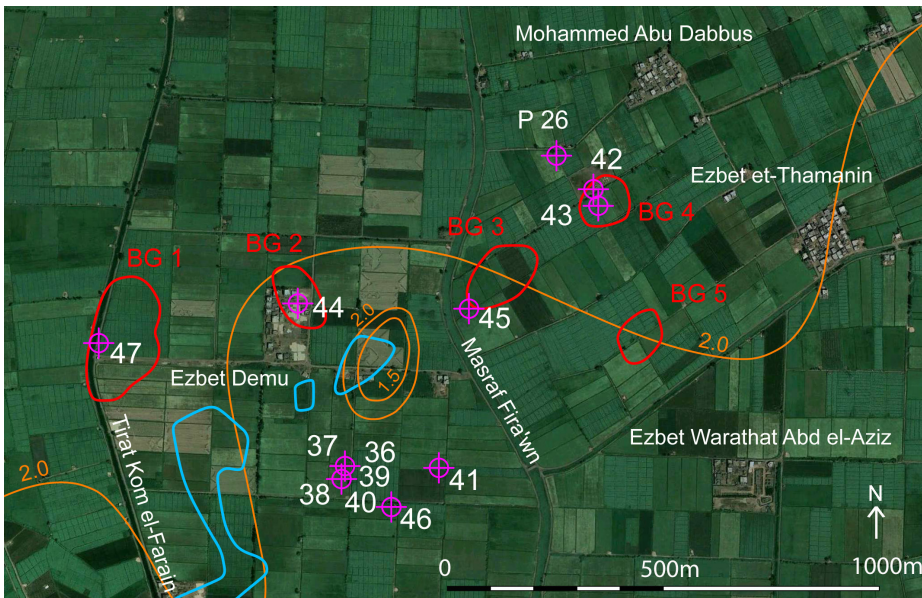 Mohammed Abu Dabbus
P 26
42
Ezbet et-Thamanin
43
BG 4
BG 3
BG 1
BG 2
BG 5
44
2.0
45
2.0
47
1.5
Ezbet Demu
Masraf Fira'wn
Tirat Kom el-Farain
2.0
37
36
39
38
40
41
46
Ezbet Warathat Abd el-Aziz
N
0
500m
1000m